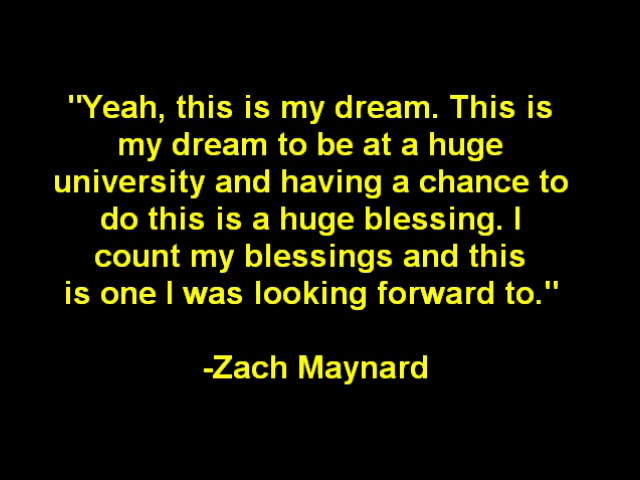 "Yeah, this is my dream. This is
my dream to be at a huge
university and having a chance to
do this is a huge blessing. I
count my blessings and this
is one I was looking forward to."
-Zach Maynard